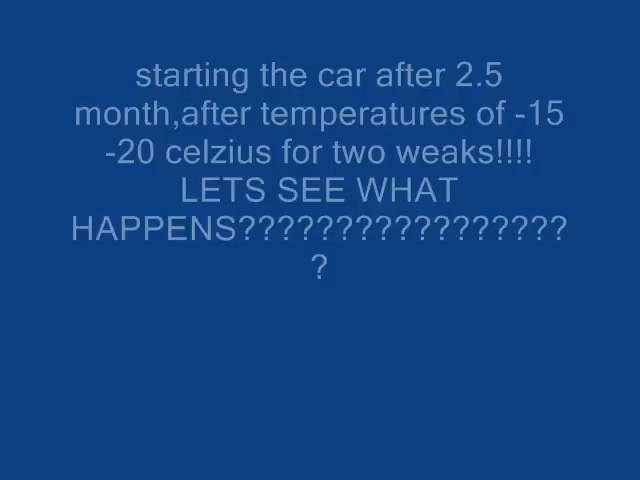 starting the car after 2.5
month,after temperatures of -15
-20 celzius for two weaks!!!!
LETS SEE WHAT
HAPPENS?????????????????
?